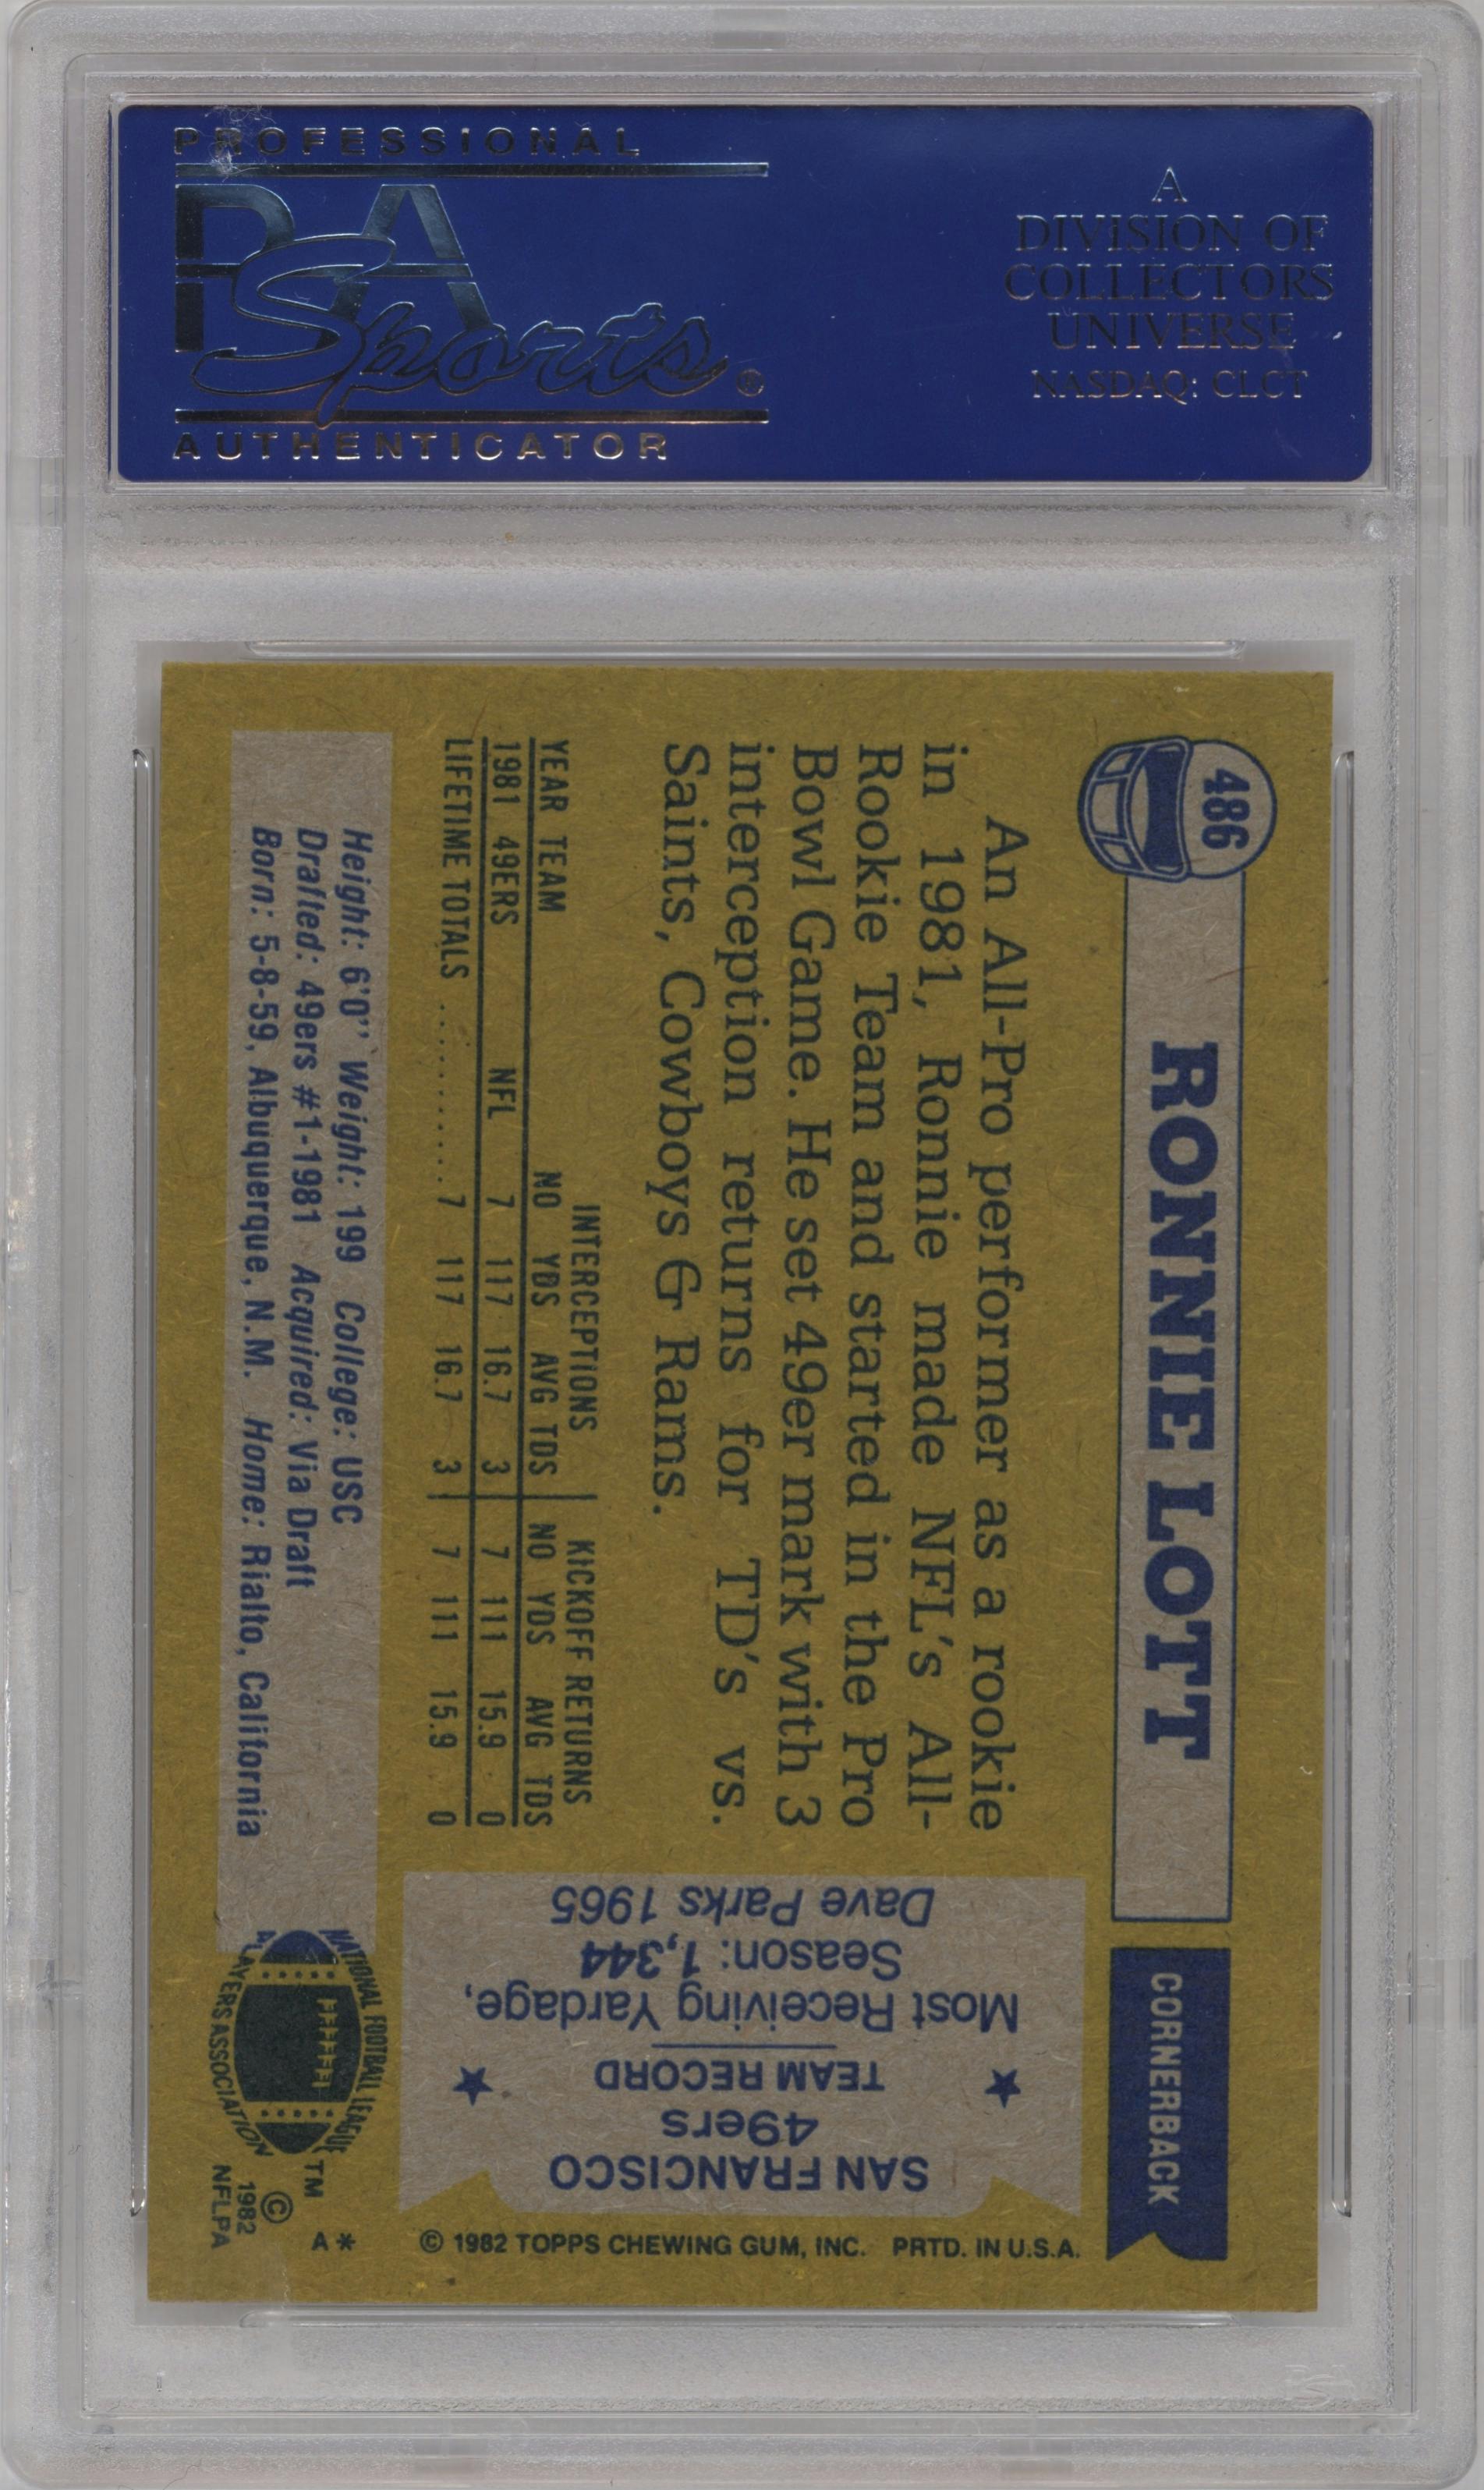 PROFESSIONAL
PSA
Sports®
AUTHENTICATOR
A
DIVISION OF
COLLECTORS
UNIVERSE
NASDAQ: CLCT
486
RONNIE LOTT
CORNERBACK
An All-Pro performer as a rookie
in 1981, Ronnie made NFL's All-
Rookie Team and started in the Pro
Bowl Game. He set 49er mark with 3
interception returns for TD's vs.
Saints, Cowboys & Rams.
INTERCEPTIONS KICKOFF RETURNS
YEAR TEAM NO YDS AVG TDS NO YDS AVG TDS
1981 49ERS NFL 7 117 16.7 3 7 111 15.9 0
LIFETIME TOTALS .......... 7 117 16.7 3 7 111 15.9 0
Height: 6'0" Weight: 199 College: USC
Drafted: 49ers #1-1981 Acquired: Via Draft
Born: 5-8-59, Albuquerque, N.M. Home: Rialto, California
SAN FRANCISCO
49ers
★ TEAM RECORD ★
Most Receiving Yardage,
Season: 1,344
Dave Parks 1965
NATIONAL FOOTBALL LEAGUE
PLAYERS ASSOCIATION
TM
©
1982
NFLPA
A*
© 1982 TOPPS CHEWING GUM, INC. PRTD. IN U.S.A.